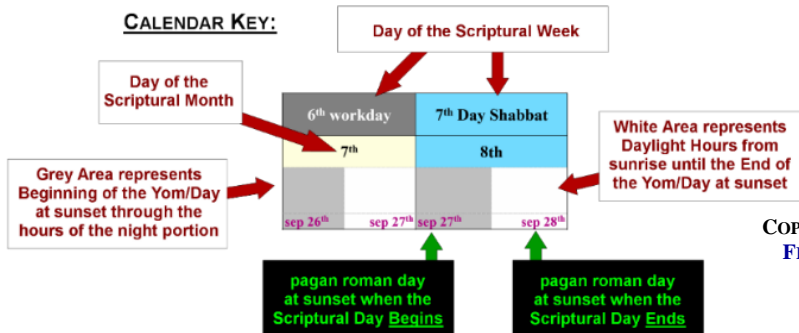 CALENDAR KEY:
Day of the Scriptural Week
Day of the
Scriptural Month
6th workday
7th Day Shabbat
7th
8th
Grey Area represents
Beginning of the Yom/Day
at sunset through the
hours of the night portion
White Area represents
Daylight Hours from
sunrise until the End of
the Yom/Day at sunset
sep 26th
sep 27th
sep 27th
sep 28th
pagan roman day
at sunset when the
Scriptural Day Begins
pagan roman day
at sunset when the
Scriptural Day Ends